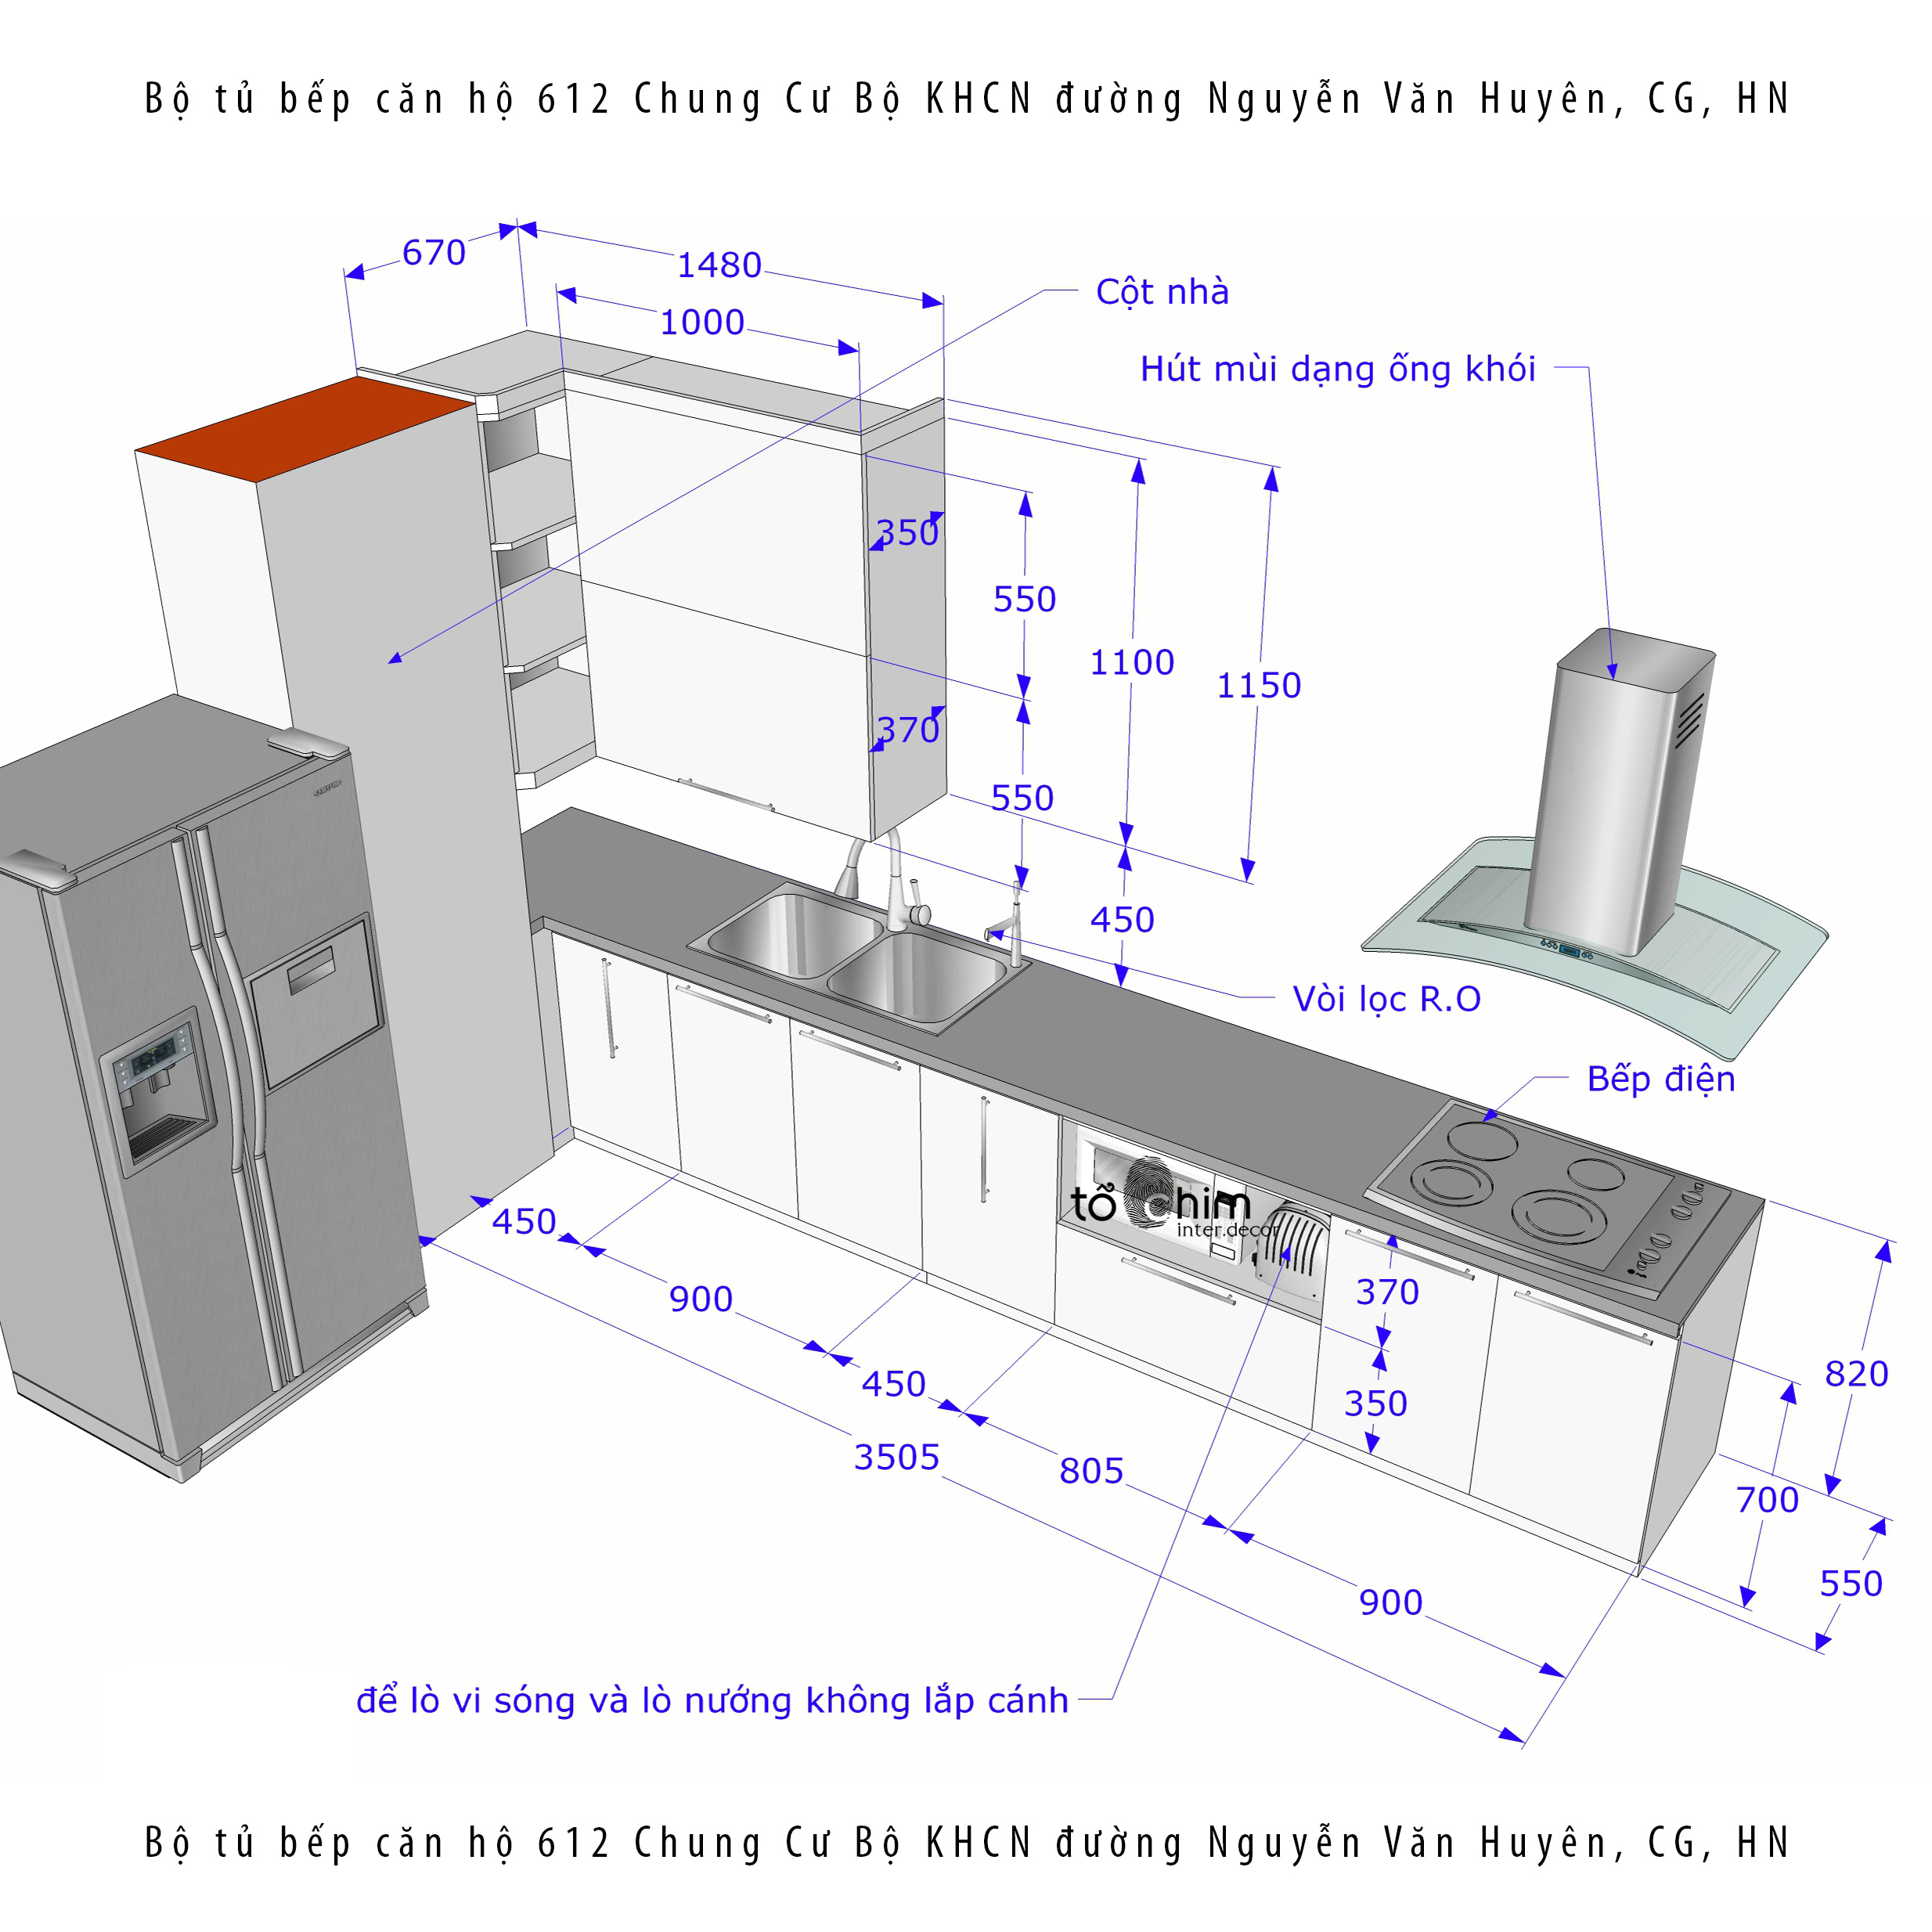 Bộ tủ bếp căn hộ 612 Chung Cư Bộ KHCN đường Nguyễn Văn Huyên, CG, HN
670
1480
1000
Cột nhà
Hút mùi dạng ống khói
350
550
1100
1150
370
550
450
Vòi lọc R.O
Bếp điện
tổ chim
inter.decor
450
370
900
820
450
350
3505
805
700
550
900
để lò vi sóng và lò nướng không lắp cánh
Bộ tủ bếp căn hộ 612 Chung Cư Bộ KHCN đường Nguyễn Văn Huyên, CG, HN